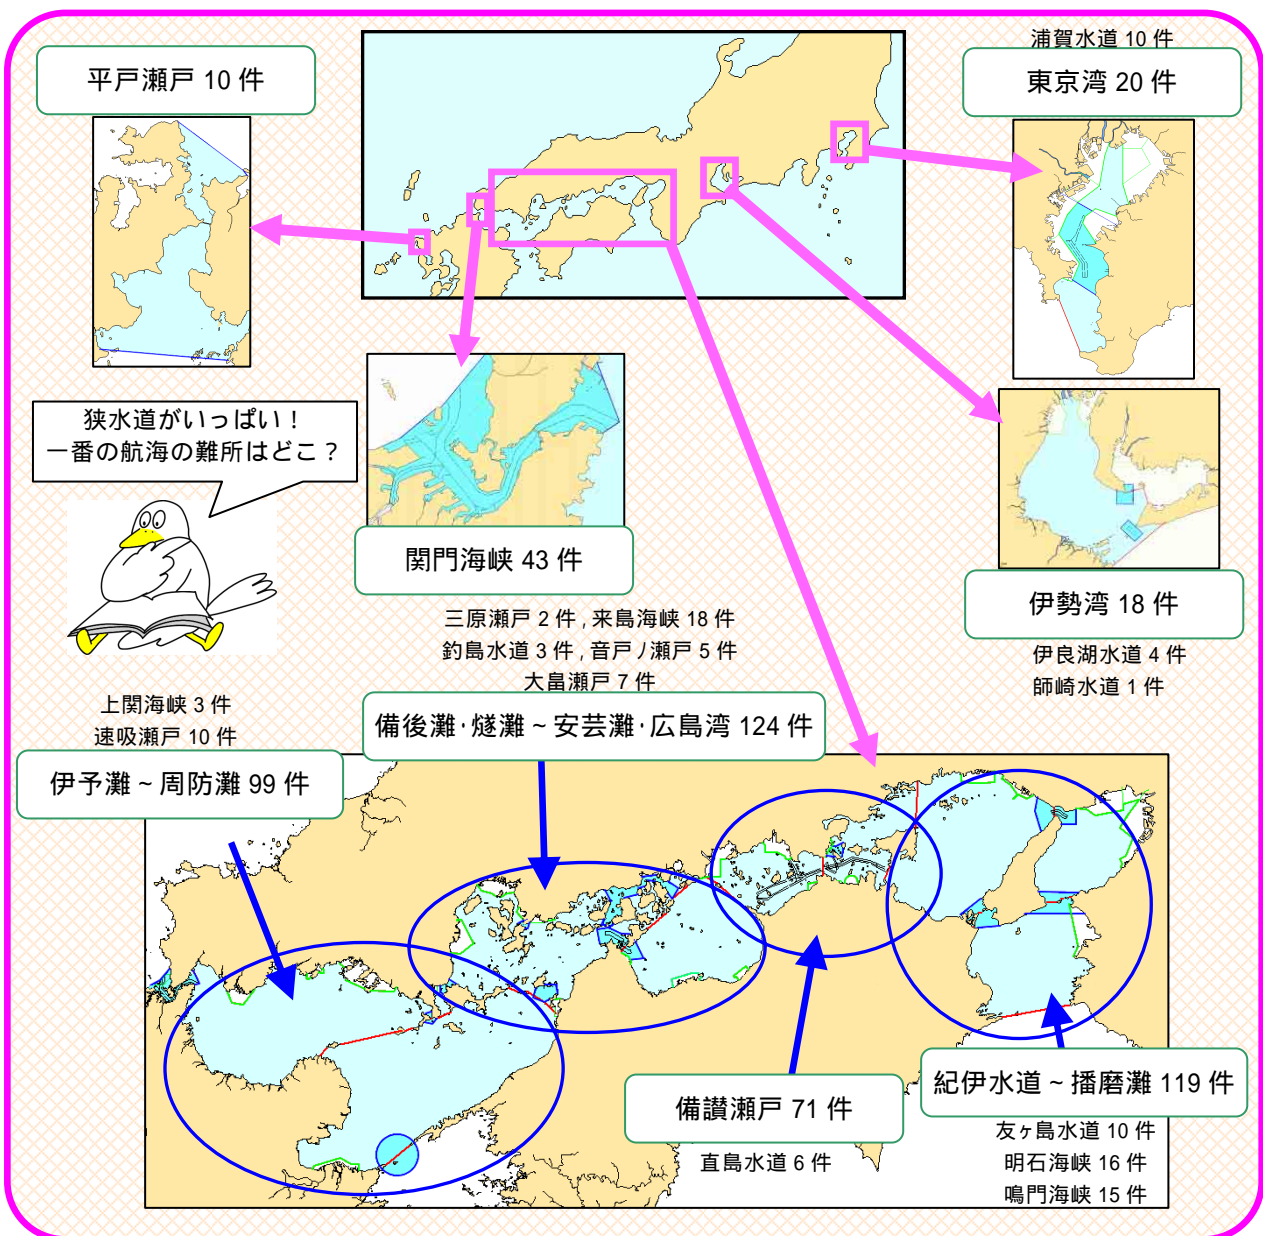 浦賀水道 10 件
平戸瀬戸 10 件
東京湾 20 件
狭水道がいっぱい！
一番の航海の難所はどこ？
関門海峡 43 件
伊勢湾 18 件
伊良湖水道 4 件
師崎水道 1 件
三原瀬戸 2 件，来島海峡 18 件
釣島水道 3 件，音戸ノ瀬戸 5 件
大畠瀬戸 7 件
備後灘・燧灘～安芸灘・広島湾 124 件
上関海峡 3 件
速吸瀬戸 10 件
伊予灘～周防灘 99 件
備讃瀬戸 71 件
直島水道 6 件
紀伊水道～播磨灘 119 件
友ヶ島水道 10 件
明石海峡 16 件
鳴門海峡 15 件